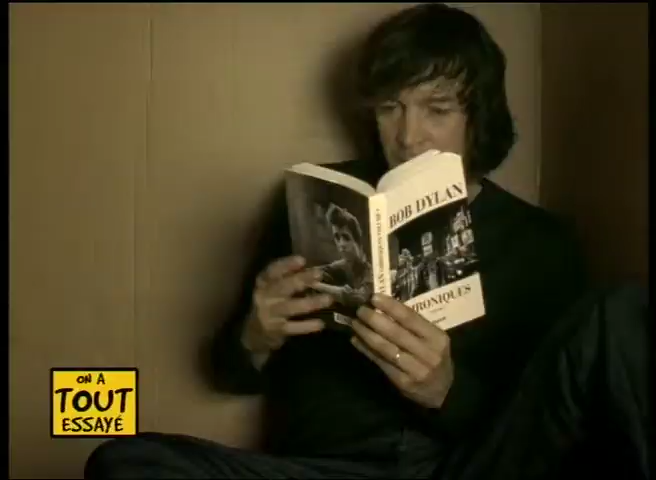 BOB DYLAN
CHRONIQUES
ON A
TOUT
ESSAYÉ